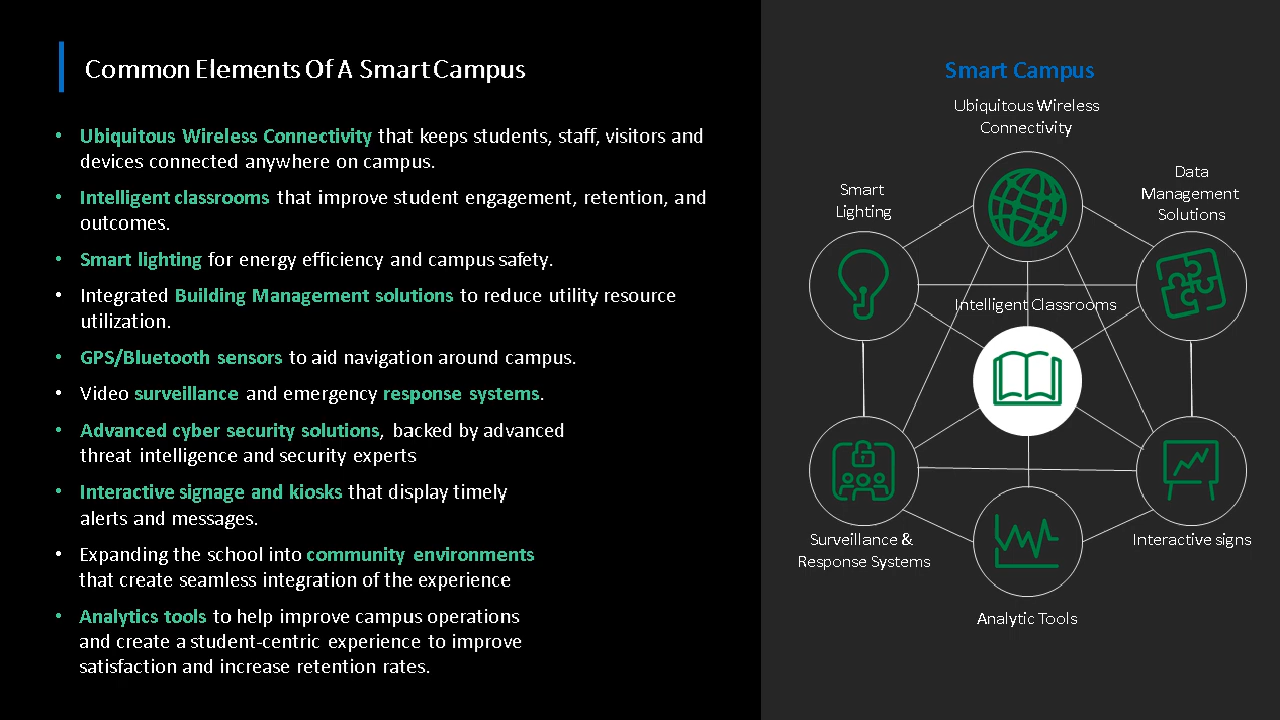 Common Elements Of A Smart Campus
• Ubiquitous Wireless Connectivity that keeps students, staff, visitors and
devices connected anywhere on campus.
• Intelligent classrooms that improve student engagement, retention, and
outcomes.
• Smart lighting for energy efficiency and campus safety.
• Integrated Building Management solutions to reduce utility resource
utilization.
• GPS/Bluetooth sensors to aid navigation around campus.
• Video surveillance and emergency response systems.
• Advanced cyber security solutions, backed by advanced
threat intelligence and security experts
• Interactive signage and kiosks that display timely
alerts and messages.
• Expanding the school into community environments
that create seamless integration of the experience
• Analytics tools to help improve campus operations
and create a student-centric experience to improve
satisfaction and increase retention rates.
Smart Campus
Ubiquitous Wireless
Connectivity
Smart
Lighting
Data
Management
Solutions
Intelligent Classrooms
Surveillance &
Response Systems
Interactive signs
Analytic Tools